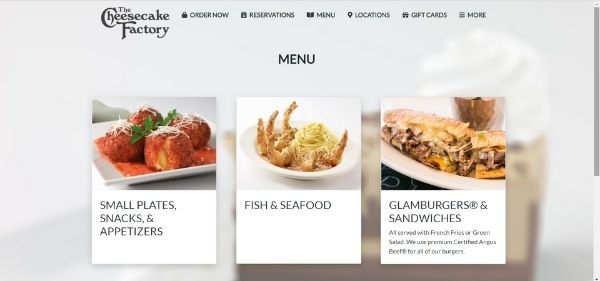 The
Cheesecake
Factory
ORDER NOW
RESERVATIONS
MENU
LOCATIONS
GIFT CARDS
MORE
MENU
SMALL PLATES,
SNACKS, &
APPETIZERS
FISH & SEAFOOD
GLAMBURGERS® &
SANDWICHES
All served with French Fries or Green
Salad. We use premium Certified Angus
Beef® for all of our burgers.